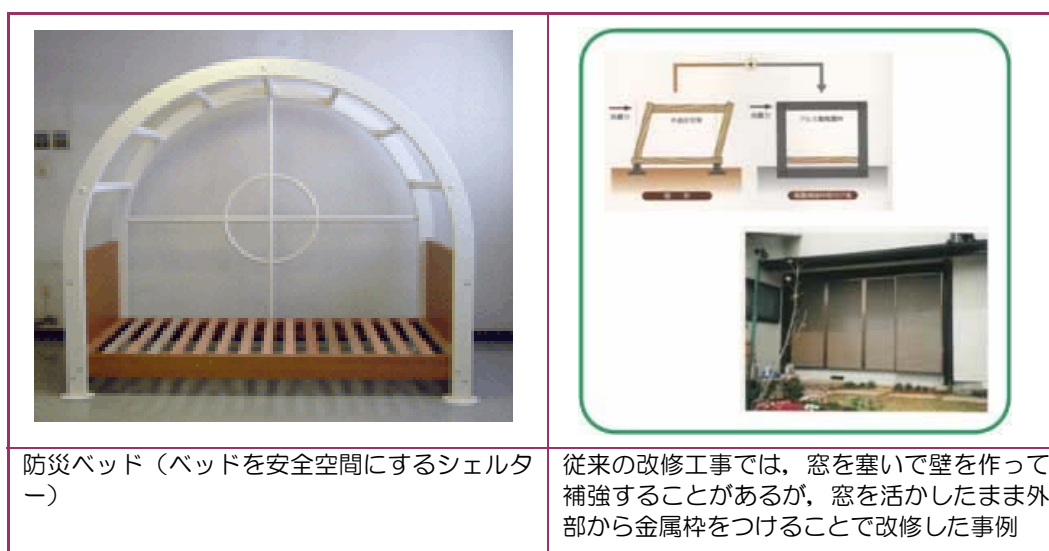 防災ベッド（ベッドを安全空間にするシェルタ
ー）
従来の改修工事では，窓を塞いで壁を作って
補強することがあるが，窓を活かしたまま外
部から金属枠をつけることで改修した事例